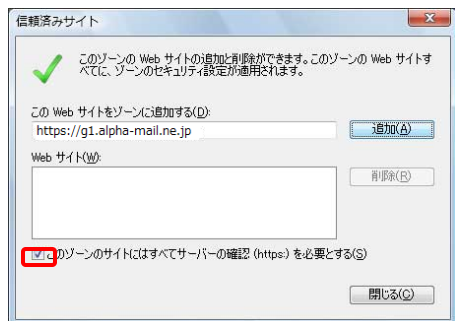 信頼済みサイト
このゾーンの Web サイトの追加と削除ができます。このゾーンの Web サイトす
べてに、ゾーンのセキュリティ設定が適用されます。
この Web サイトをゾーンに追加する(D):
https://g1.alpha-mail.ne.jp
追加(A)
Web サイト(W):
削除(R)
このゾーンのサイトにはすべてサーバーの確認 (https:) を必要とする(S)
閉じる(C)